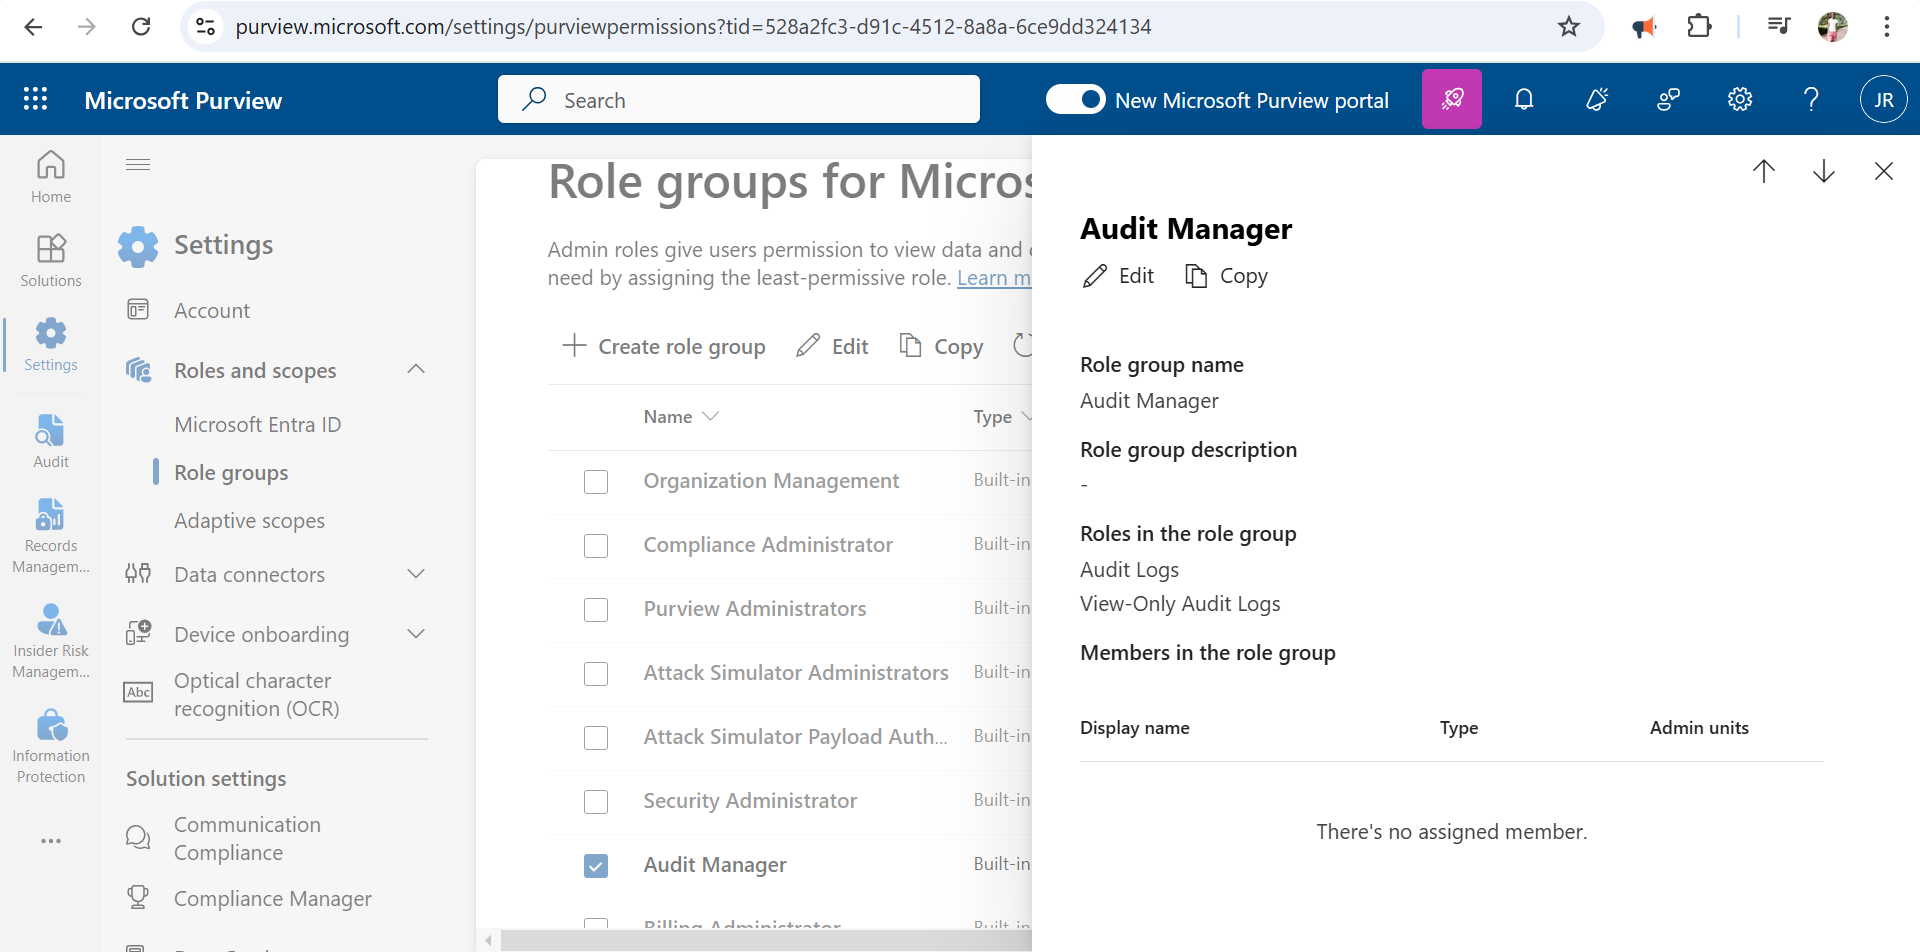 purview.microsoft.com/settings/purviewpermissions?tid=528a2fc3-d91c-4512-8a8a-6ce9dd324134
Microsoft Purview
Search
New Microsoft Purview portal
JR
Home
Solutions
Settings
Audit
Records
Managem...
Insider Risk
Managem...
Information
Protection
Settings
Account
Roles and scopes
Microsoft Entra ID
Role groups
Adaptive scopes
Data connectors
Device onboarding
Abc
Optical character
recognition (OCR)
Solution settings
Communication
Compliance
Compliance Manager
Role groups for Micros
Admin roles give users permission to view data and
need by assigning the least-permissive role. Learn m
Create role group
Edit
Copy
Name
Type
Organization Management
Built-in
Compliance Administrator
Built-in
Purview Administrators
Built-in
Attack Simulator Administrators
Built-in
Attack Simulator Payload Auth...
Built-in
Security Administrator
Built-in
Audit Manager
Built-in
Billing Administrator
Built-in
Audit Manager
Edit
Copy
Role group name
Audit Manager
Role group description
-
Roles in the role group
Audit Logs
View-Only Audit Logs
Members in the role group
Display name
Type
Admin units
There's no assigned member.